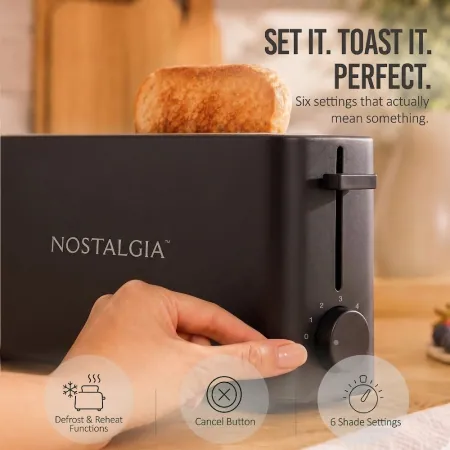 SET IT. TOAST IT.
PERFECT.
Six settings that actually
mean something.
NOSTALGIA™
0
1
2
3
4
Defrost & Reheat
Functions
Cancel Button
6 Shade Settings